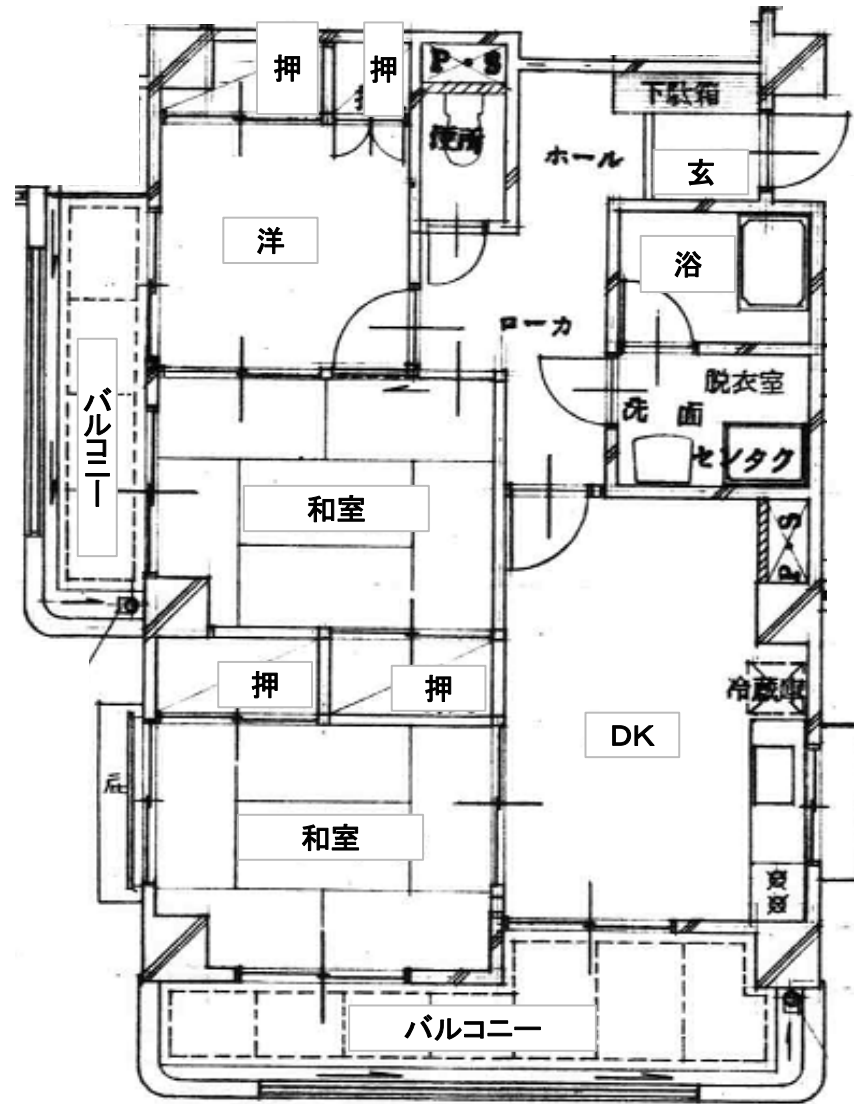 押
押
P・S
便所
下駄箱
ホール
玄
洋
浴
ローカ
バルコニー
脱衣室
洗面
センタク
和室
P・S
押
押
冷蔵庫
DK
和室
バルコニー